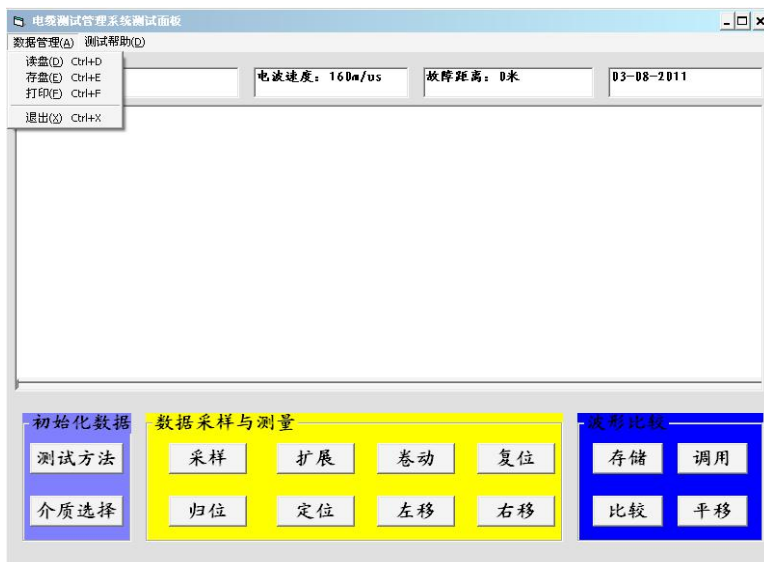 电缆测试管理系统测试面板
数据管理(A) 测试帮助(D)
读盘(D) Ctrl+D
存盘(E) Ctrl+E
打印(F) Ctrl+F
退出(X) Ctrl+X
电波速度: 160m/us 故障距离: 0米 03-08-2011
初始化数据 数据采样与测量 波形比较
测试方法 采样 扩展 卷动 复位 存储 调用
介质选择 归位 定位 左移 右移 比较 平移